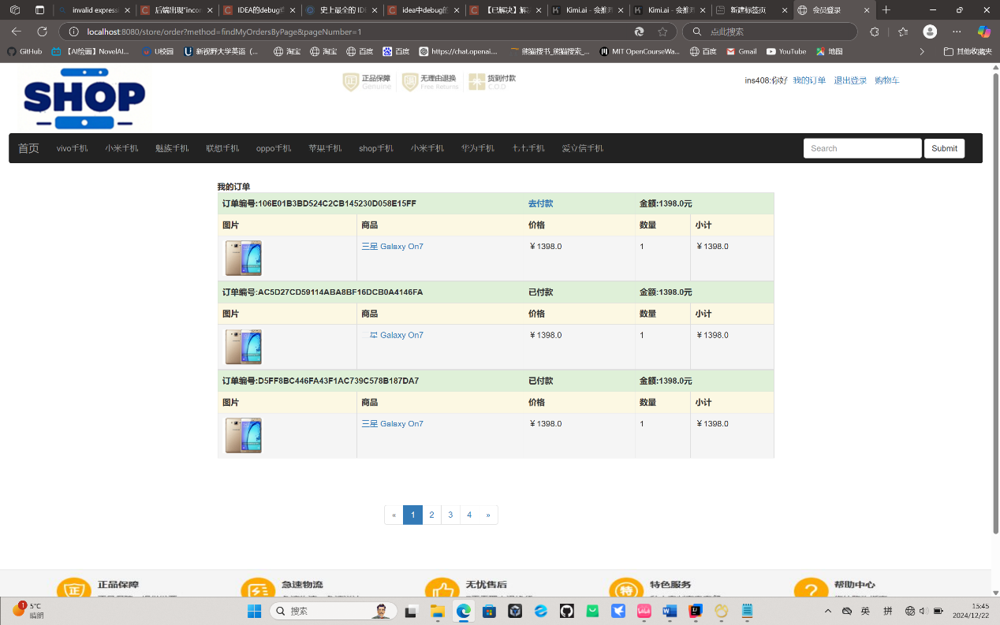 invalid express
后端出现"incor
IDEA的debug
史上最全的 IDE
idea中debug的
【已解决】解
Kimi.ai - 会推理
Kimi.ai - 会推理
新建标签页
会员登录
localhost:8080/store/order?method=findMyOrdersByPage&pageNumber=1
点此搜索
GitHub
【AI绘画】NovelAI...
U校园
新视野大学英语（...
淘宝
淘宝
百度
百度
https://chat.openai....
熊猫搜书_熊猫搜索_...
MIT OpenCourseWa...
百度
Gmail
YouTube
地图
其他收藏夹
SHOP
正品保障
Genuine
无理由退换
Free Returns
货到付款
C.O.D
ins408:你好 我的订单 退出登录 购物车
首页 vivo手机 小米手机 魅族手机 联想手机 oppo手机 苹果手机 shop手机 小米手机 华为手机 七七手机 爱立信手机 Search Submit
我的订单
订单编号:106E01B3BD524C2CB145230D058E15FF 去付款 金额:1398.0元
图片 商品 价格 数量 小计
三星 Galaxy On7 ￥1398.0 1 ￥1398.0
订单编号:AC5D27CD59114ABA8BF16DCB0A4146FA 已付款 金额:1398.0元
图片 商品 价格 数量 小计
三星 Galaxy On7 ￥1398.0 1 ￥1398.0
订单编号:D5FF8BC446FA43F1AC739C578B187DA7 已付款 金额:1398.0元
图片 商品 价格 数量 小计
三星 Galaxy On7 ￥1398.0 1 ￥1398.0
« 1 2 3 4 »
正品保障
急速物流
无忧售后
特色服务
帮助中心
正
特
?
1
5°C
晴朗
搜索
英
拼
15:45
2024/12/22